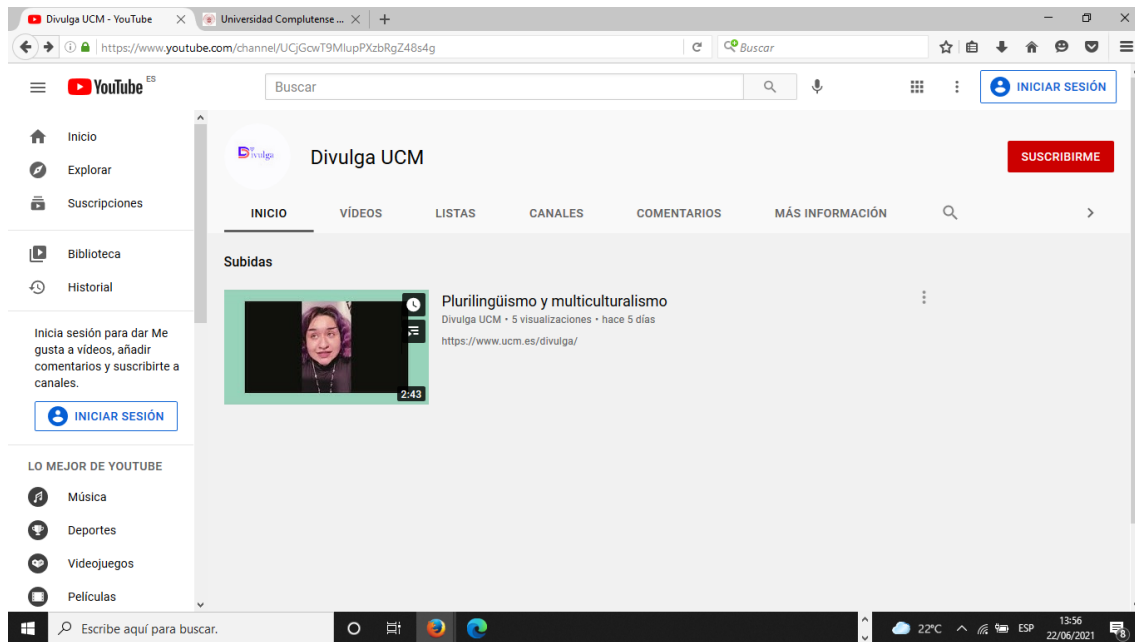 Divulga UCM - YouTube
Universidad Complutense ...
https://www.youtube.com/channel/UCjGcwT9MlupPXzbRgZ48s4g
Buscar
YouTube ES
Buscar
INICIAR SESIÓN
Inicio
Explorar
Suscripciones
Biblioteca
Historial
Inicia sesión para dar Me
gusta a vídeos, añadir
comentarios y suscribirte a
canales.
INICIAR SESIÓN
LO MEJOR DE YOUTUBE
Música
Deportes
Videojuegos
Películas
Divulga
Divulga UCM
SUSCRIBIRME
INICIO VÍDEOS LISTAS CANALES COMENTARIOS MÁS INFORMACIÓN
Subidas
2:43
Plurilingüismo y multiculturalismo
Divulga UCM • 5 visualizaciones • hace 5 días
https://www.ucm.es/divulga/
Escribe aquí para buscar.
22°C
ESP
13:56
22/06/2021
8